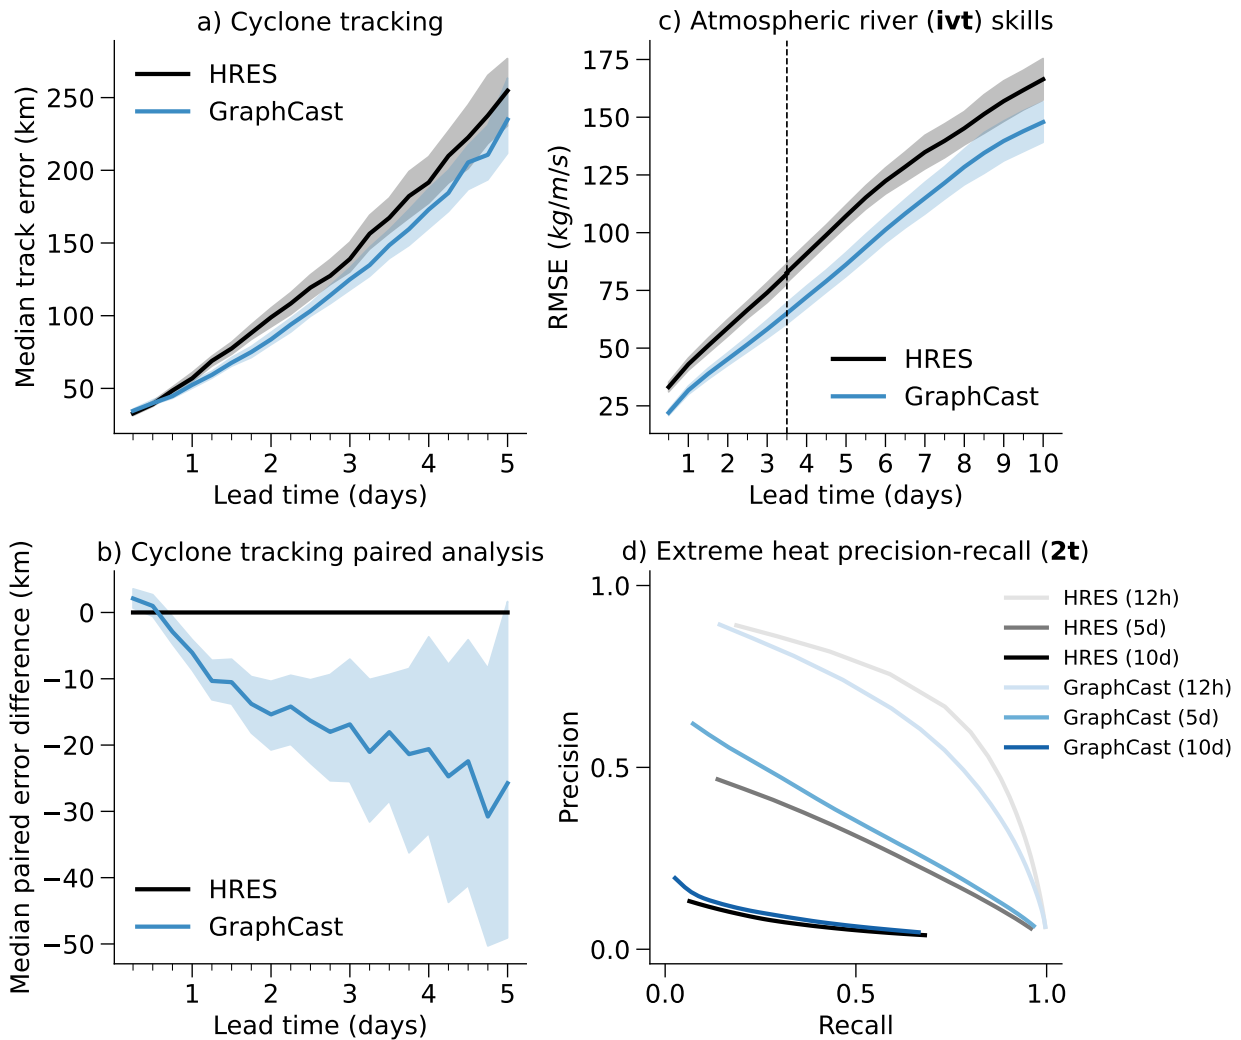 a) Cyclone tracking
Median track error (km)
250
200
150
100
50
HRES
GraphCast
1 2 3 4 5
Lead time (days)
c) Atmospheric river (ivt) skills
RMSE (kg/m/s)
175
150
125
100
75
50
25
HRES
GraphCast
1 2 3 4 5 6 7 8 9 10
Lead time (days)
b) Cyclone tracking paired analysis
Median paired error difference (km)
0
−10
−20
−30
−40
−50
HRES
GraphCast
1 2 3 4 5
Lead time (days)
d) Extreme heat precision-recall (2t)
Precision
1.0
0.5
0.0
HRES (12h)
HRES (5d)
HRES (10d)
GraphCast (12h)
GraphCast (5d)
GraphCast (10d)
0.0 0.5 1.0
Recall